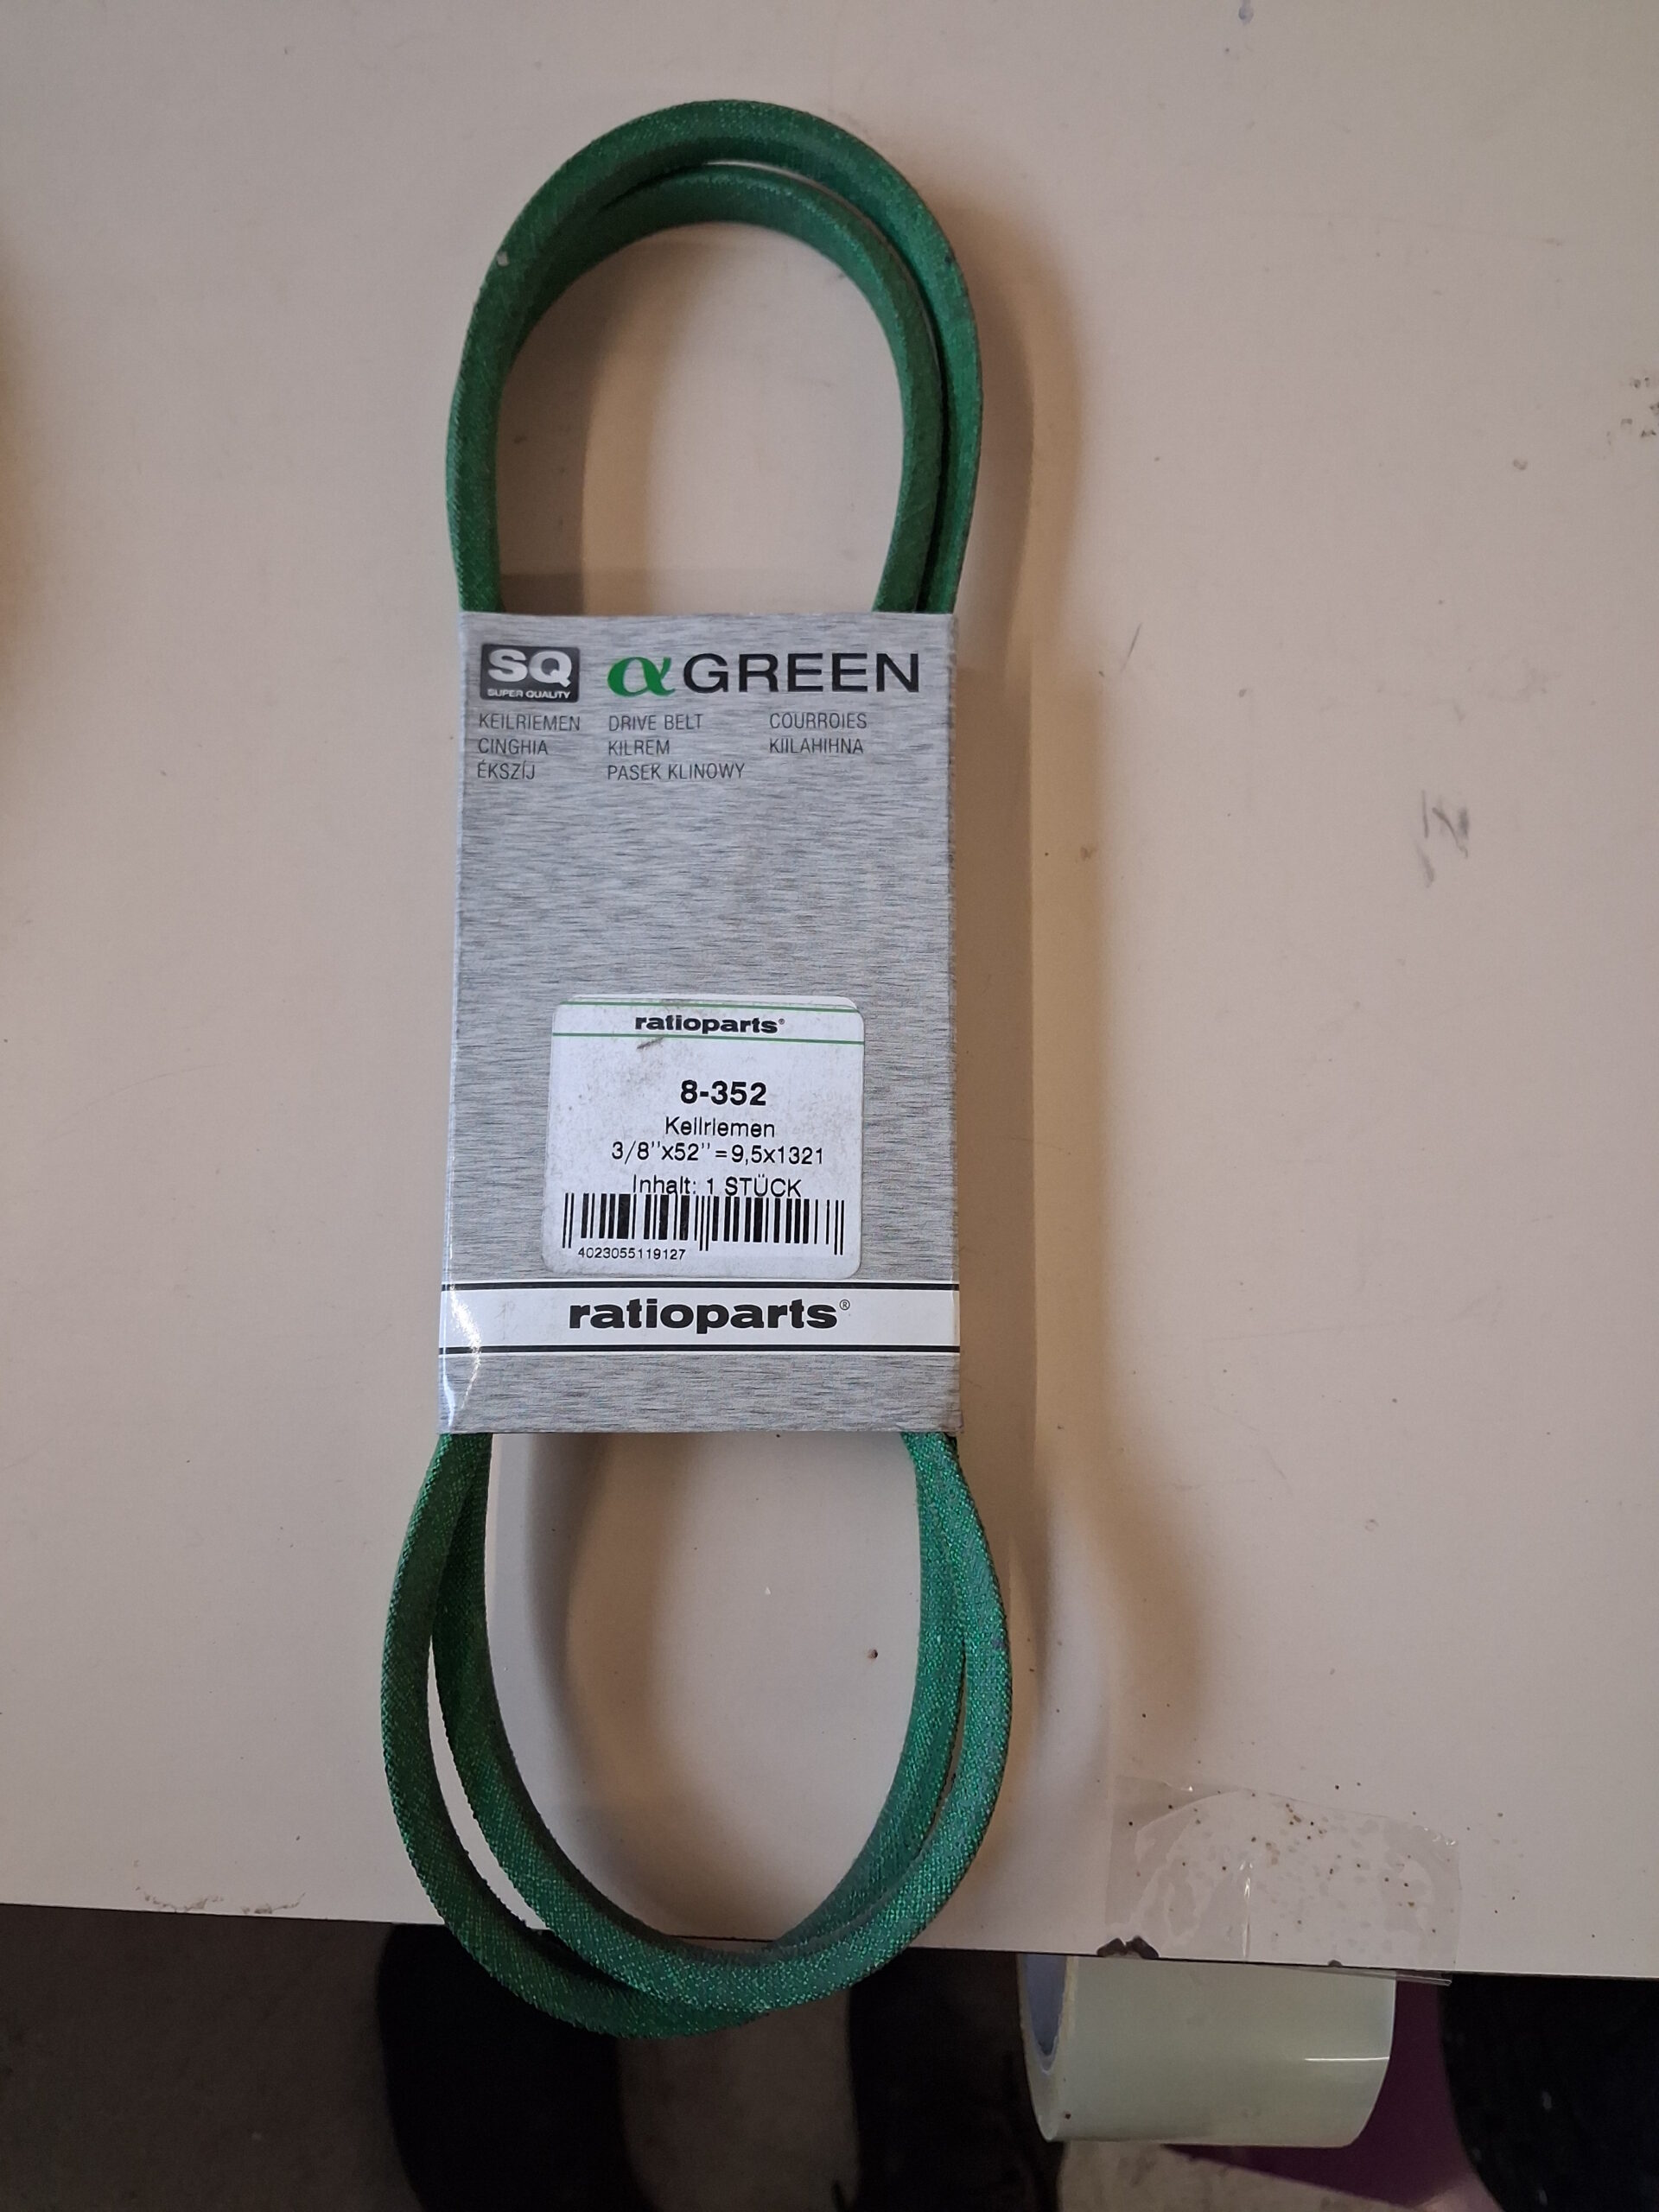 SQ αGREEN
SUPER QUALITY
KEILRIEMEN DRIVE BELT COURROIES
CINGHIA KILREM KIILAHIHNA
ÉKSZÍJ PASEK KLINOWY
ratioparts®
8-352
Keilriemen
3/8''x52''=9,5x1321
Inhalt: 1 STÜCK
4023055119127
ratioparts®